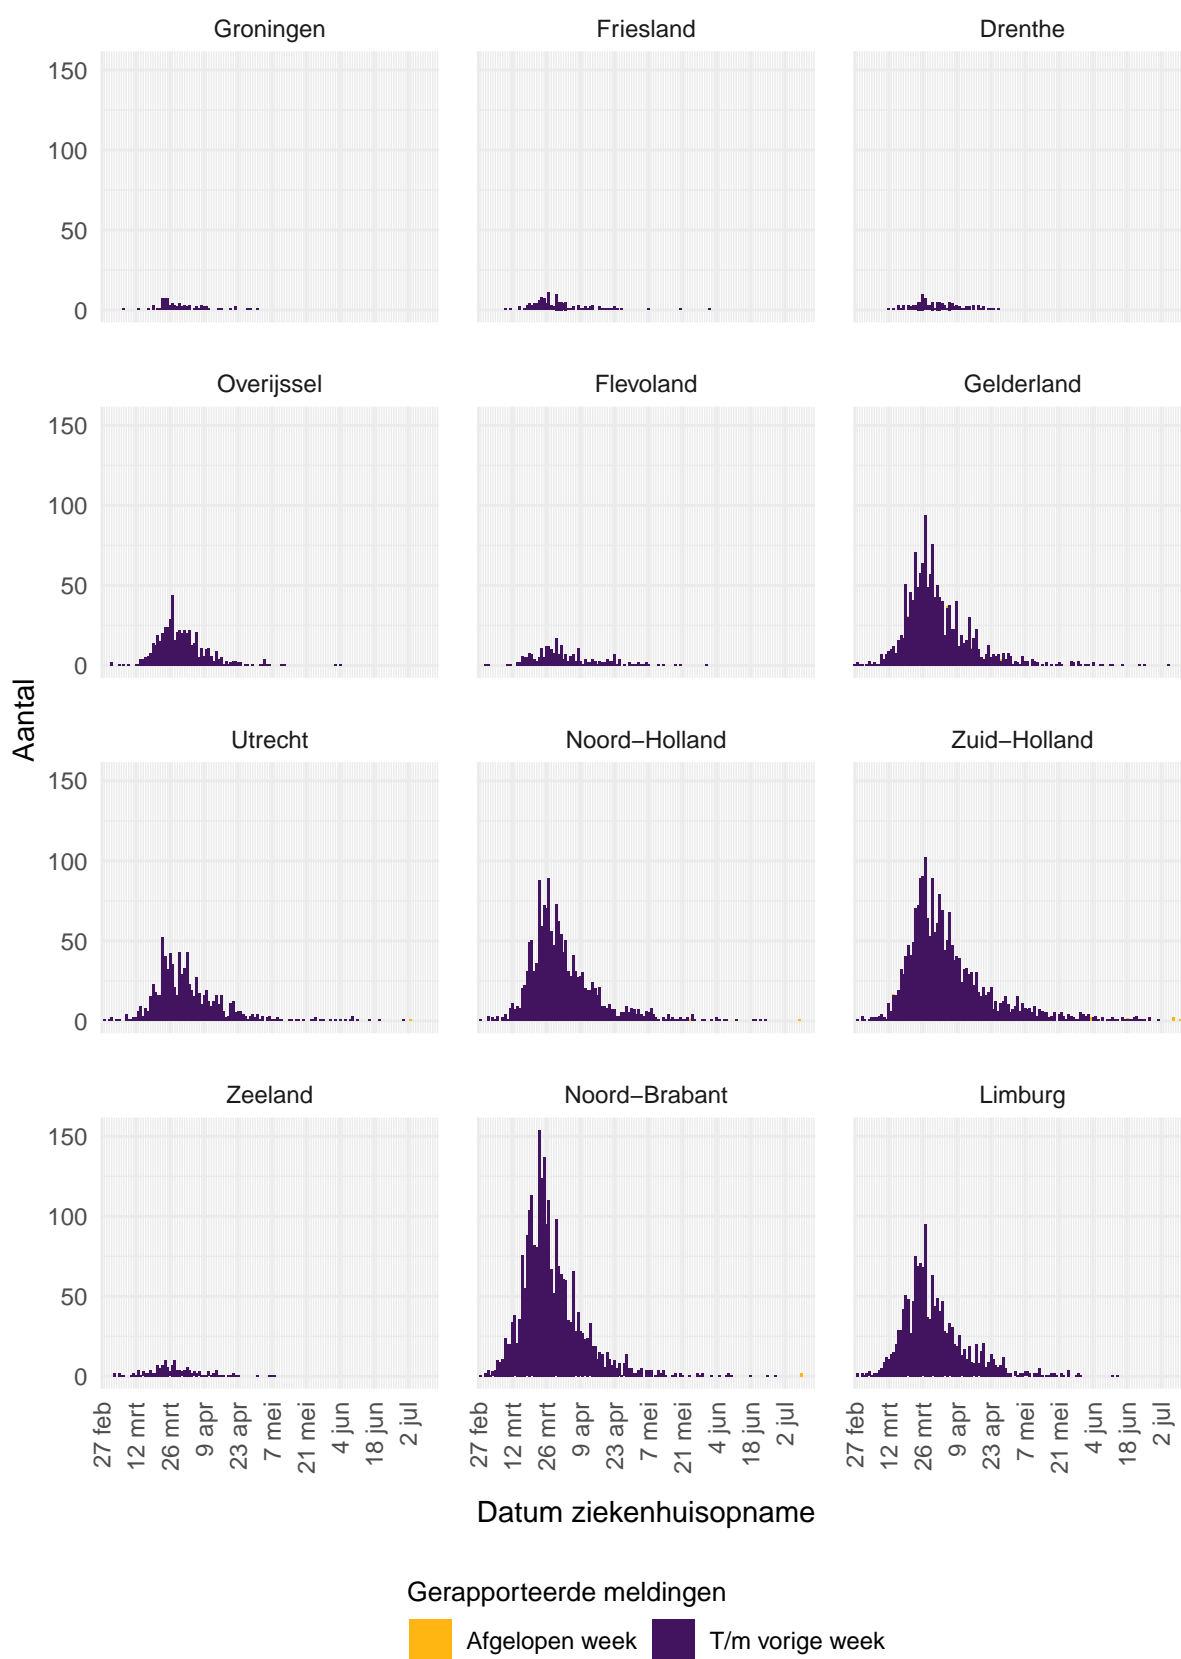 Groningen Friesland Drenthe
150
100
50
0
Overijssel Flevoland Gelderland
150
100
50
0
Utrecht Noord−Holland Zuid−Holland
150
100
50
0
Zeeland Noord−Brabant Limburg
150
100
50
0
Aantal
27 feb 12 mrt 26 mrt 9 apr 23 apr 7 mei 21 mei 4 jun 18 jun 2 jul
27 feb 12 mrt 26 mrt 9 apr 23 apr 7 mei 21 mei 4 jun 18 jun 2 jul
27 feb 12 mrt 26 mrt 9 apr 23 apr 7 mei 21 mei 4 jun 18 jun 2 jul
Datum ziekenhuisopname
Gerapporteerde meldingen
Afgelopen week T/m vorige week